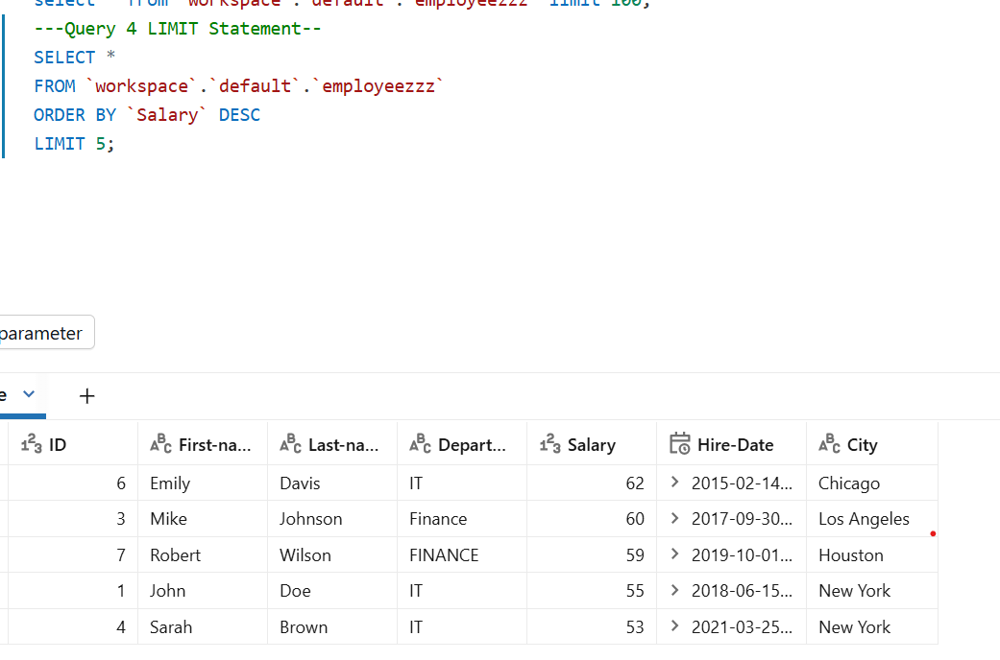 select * from `workspace`.`default`.`employeezzz` limit 100;
---Query 4 LIMIT Statement--
SELECT *
FROM `workspace`.`default`.`employeezzz`
ORDER BY `Salary` DESC
LIMIT 5;
parameter
e
ID First-na... Last-na... Depart... Salary Hire-Date City
6 Emily Davis IT 62 2015-02-14... Chicago
3 Mike Johnson Finance 60 2017-09-30... Los Angeles
7 Robert Wilson FINANCE 59 2019-10-01... Houston
1 John Doe IT 55 2018-06-15... New York
4 Sarah Brown IT 53 2021-03-25... New York